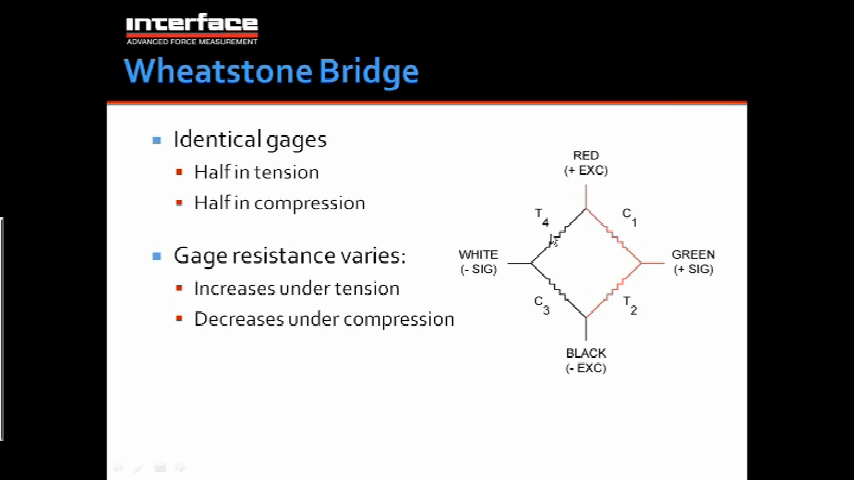 interface
ADVANCED FORCE MEASUREMENT
Wheatstone Bridge
Identical gages
Half in tension
Half in compression
Gage resistance varies:
Increases under tension
Decreases under compression
RED
(+ EXC)
T4
C1
WHITE
(- SIG)
GREEN
(+ SIG)
C3
T2
BLACK
(- EXC)